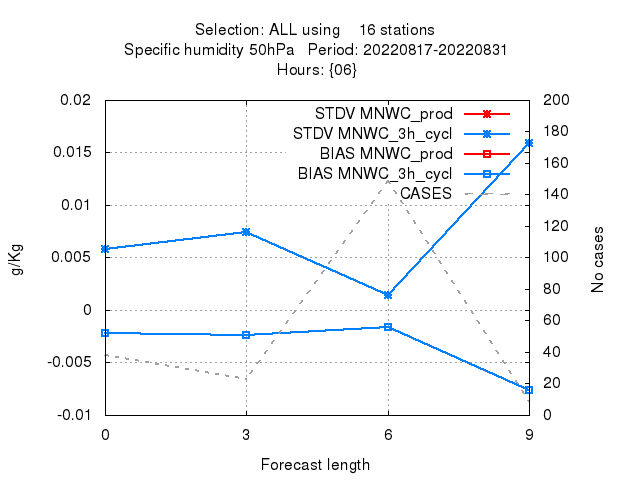 Selection: ALL using    16 stations
Specific humidity 50hPa   Period: 20220817-20220831
Hours: {06}
0.02
0.015
0.01
0.005
0
-0.005
-0.01
g/Kg
STDV MNWC_prod
STDV MNWC_3h_cycl
BIAS MNWC_prod
BIAS MNWC_3h_cycl
CASES
200
180
160
140
120
100
80
60
40
20
0
No cases
0 3 6 9
Forecast length